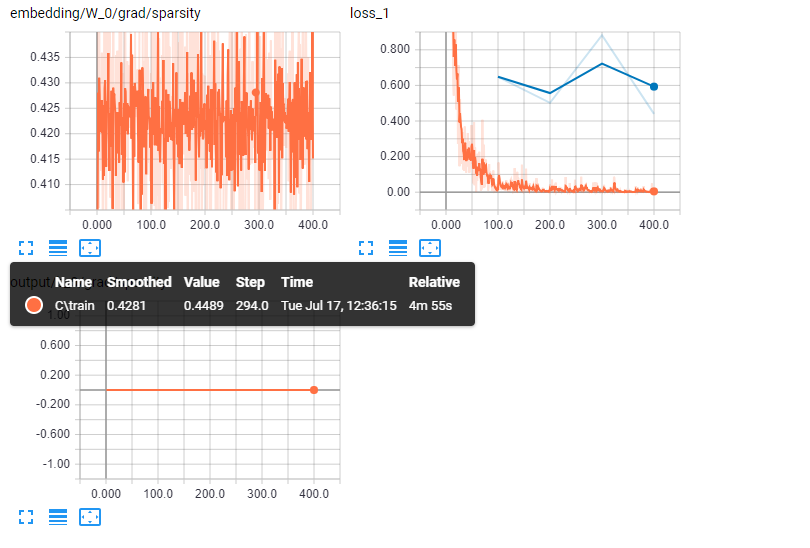 embedding/W_0/grad/sparsity
0.435
0.430
0.425
0.420
0.415
0.410
0.000 100.0 200.0 300.0 400.0
loss_1
0.800
0.600
0.400
0.200
0.00
0.000 100.0 200.0 300.0 400.0
Name Smoothed Value Step Time Relative
C\train 0.4281 0.4489 294.0 Tue Jul 17, 12:36:15 4m 55s
1.00
0.600
0.200
-0.200
-0.600
-1.00
0.000 100.0 200.0 300.0 400.0